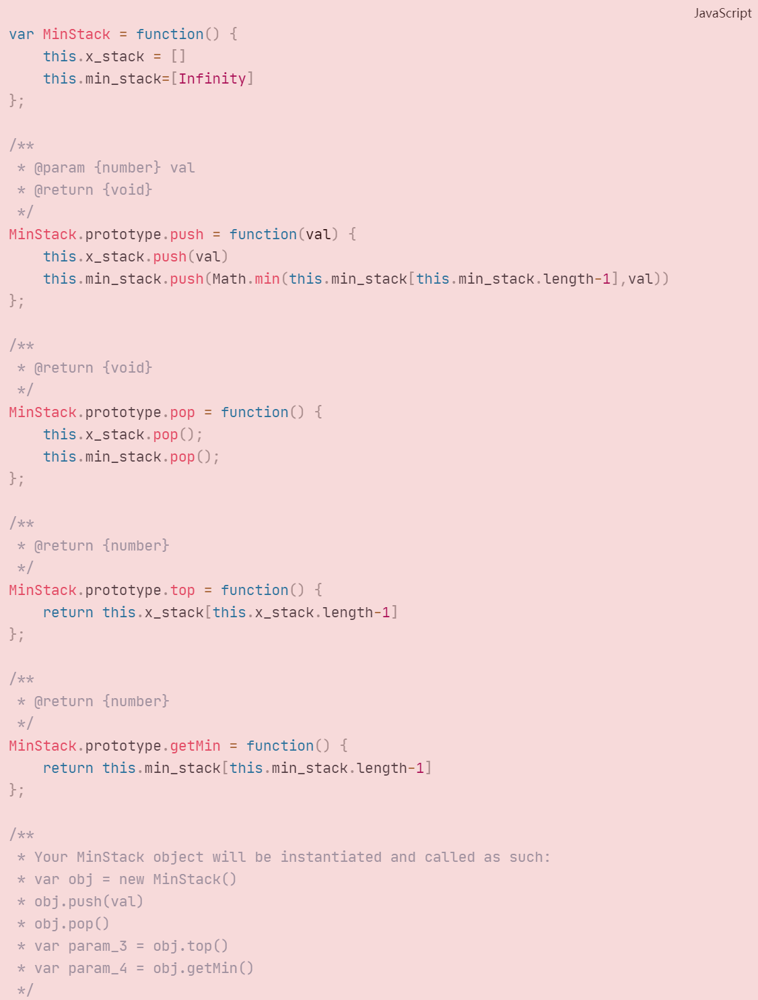 JavaScript
var MinStack = function() {
    this.x_stack = []
    this.min_stack=[Infinity]
};

/**
 * @param {number} val
 * @return {void}
 */
MinStack.prototype.push = function(val) {
    this.x_stack.push(val)
    this.min_stack.push(Math.min(this.min_stack[this.min_stack.length-1],val))
};

/**
 * @return {void}
 */
MinStack.prototype.pop = function() {
    this.x_stack.pop();
    this.min_stack.pop();
};

/**
 * @return {number}
 */
MinStack.prototype.top = function() {
    return this.x_stack[this.x_stack.length-1]
};

/**
 * @return {number}
 */
MinStack.prototype.getMin = function() {
    return this.min_stack[this.min_stack.length-1]
};

/**
 * Your MinStack object will be instantiated and called as such:
 * var obj = new MinStack()
 * obj.push(val)
 * obj.pop()
 * var param_3 = obj.top()
 * var param_4 = obj.getMin()
 */